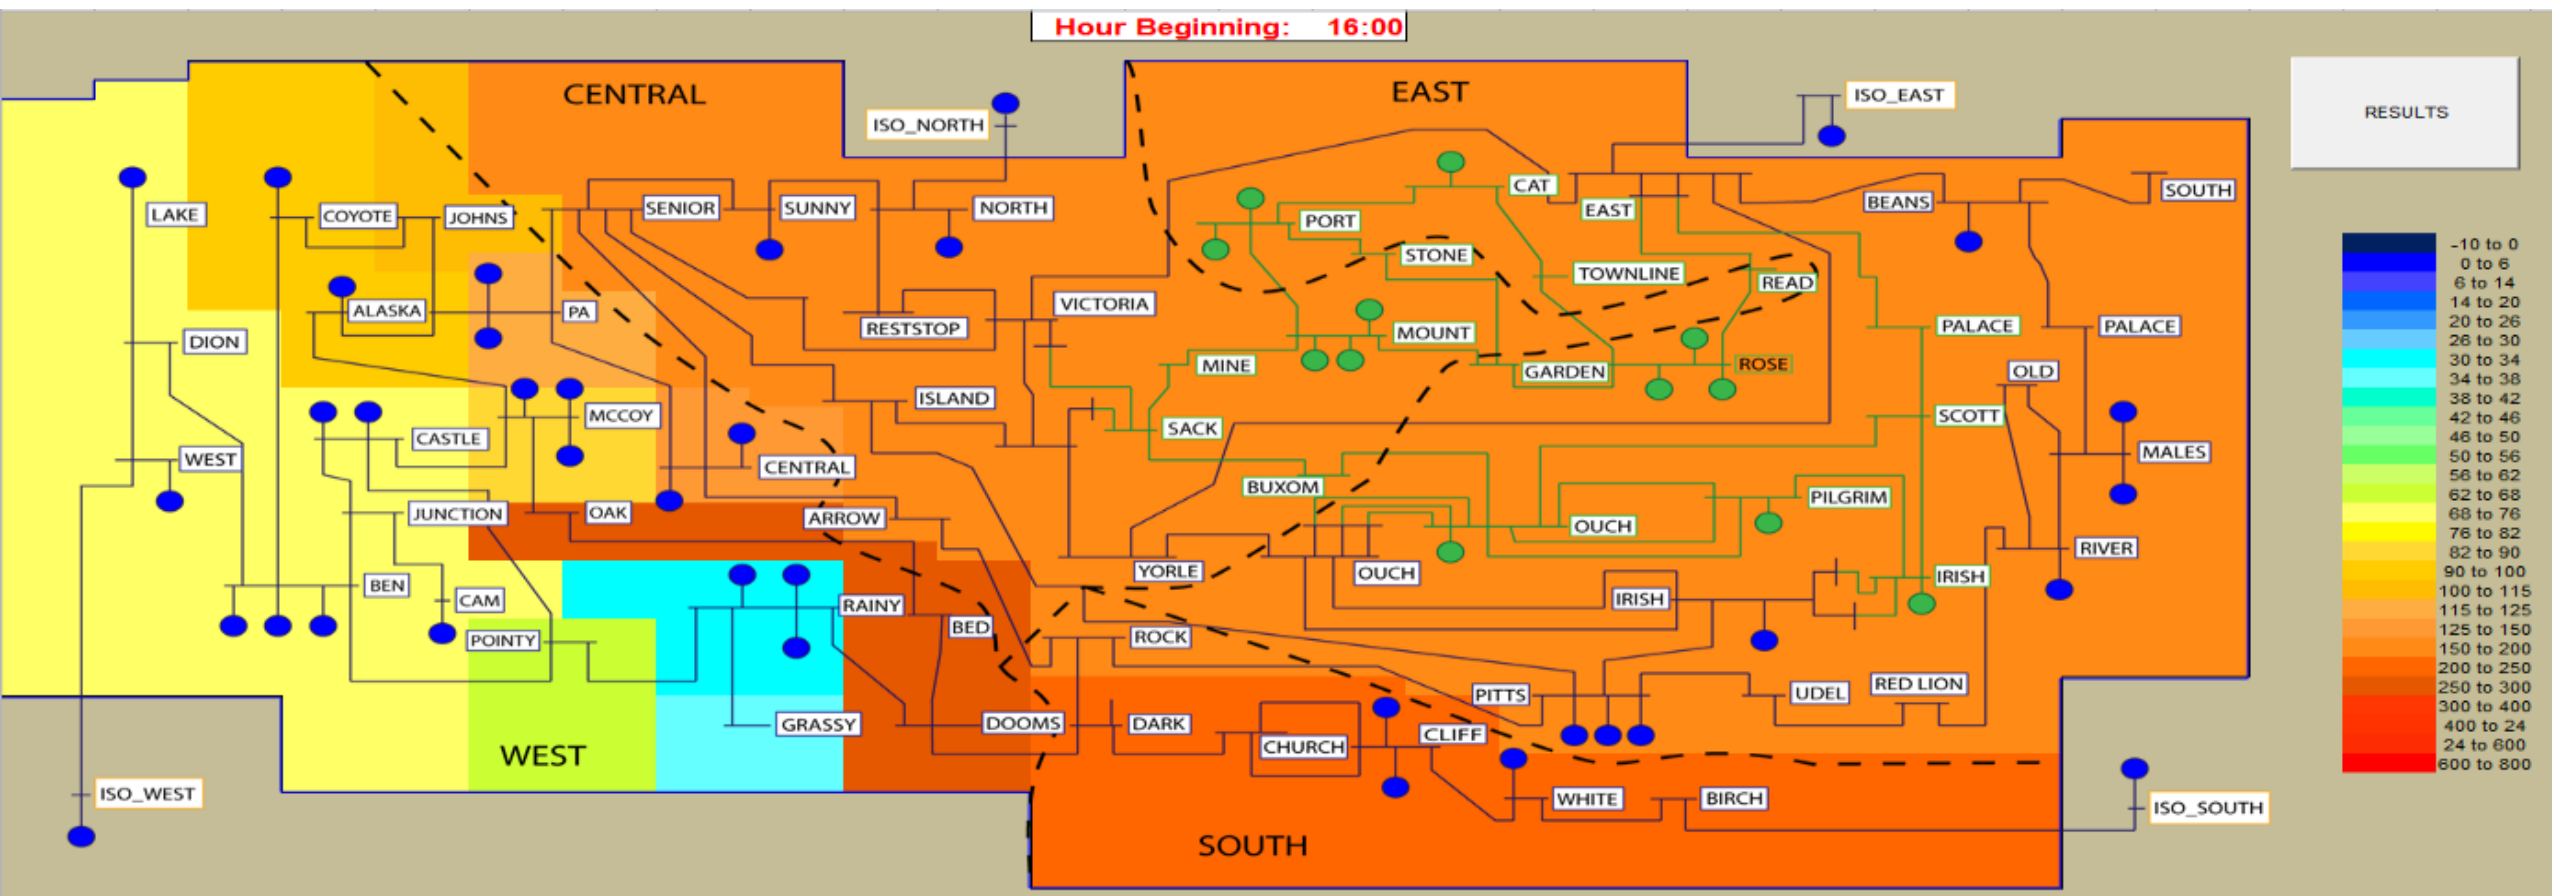 Hour Beginning: 16:00
CENTRAL
EAST
ISO_NORTH
ISO_EAST
RESULTS
LAKE
COYOTE
JOHNS
SENIOR
SUNNY
NORTH
PORT
CAT
EAST
BEANS
SOUTH
STONE
TOWNLINE
READ
ALASKA
PA
RESTSTOP
VICTORIA
MOUNT
PALACE
PALACE
DION
MINE
GARDEN
ROSE
OLD
ISLAND
MCCOY
CASTLE
SACK
SCOTT
WEST
CENTRAL
MALES
BUXOM
PILGRIM
JUNCTION
OAK
ARROW
OUCH
YORLE
OUCH
RIVER
BEN
CAM
RAINY
IRISH
IRISH
POINTY
BED
ROCK
GRASSY
DOOMS
DARK
CHURCH
CLIFF
PITTS
UDEL
RED LION
WEST
ISO_WEST
WHITE
BIRCH
ISO_SOUTH
SOUTH
-10 to 0
0 to 6
6 to 14
14 to 20
20 to 26
26 to 30
30 to 34
34 to 38
38 to 42
42 to 46
46 to 50
50 to 56
56 to 62
62 to 68
68 to 76
76 to 82
82 to 90
90 to 100
100 to 115
115 to 125
125 to 150
150 to 200
200 to 250
250 to 300
300 to 400
400 to 24
24 to 600
600 to 800